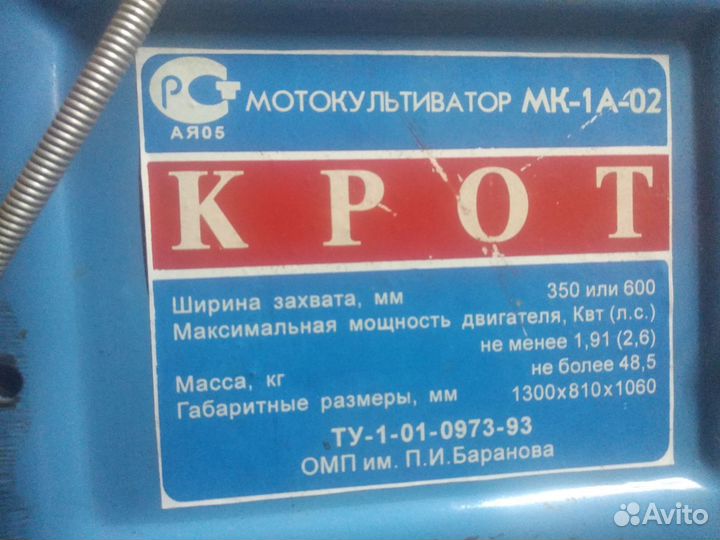 РСТ МОТОКУЛЬТИВАТОР МК-1А-02
АЯ05
КРОТ
Ширина захвата, мм 350 или 600
Максимальная мощность двигателя, Квт (л.с.)
не менее 1,91 (2,6)
Масса, кг не более 48,5
Габаритные размеры, мм 1300х810х1060
ТУ-1-01-0973-93
ОМП им. П.И.Баранова
Avito